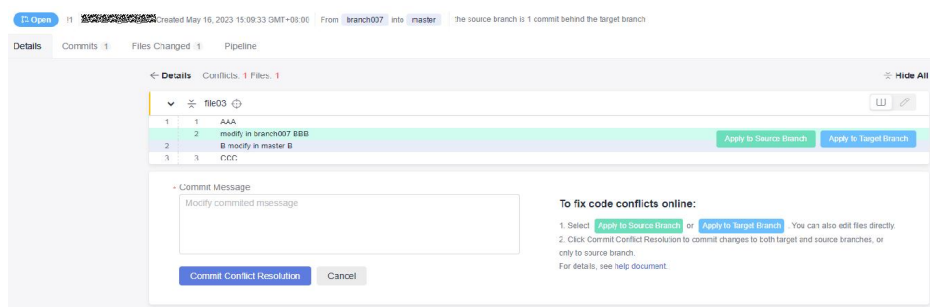 Open !1 Created May 16, 2023 15:09:33 GMT+08:00 From branch007 into master the source branch is 1 commit behind the target branch
Details Commits 1 Files Changed 1 Pipeline
← Details Conflicts: 1 Files: 1 Hide All
file03
1 1 AAA
2 modify in branch007 BBB
2 B modify in master B
Apply to Source Branch Apply to Target Branch
3 3 CCC
Commit Message
Modify commited msessage
Commit Conflict Resolution Cancel
To fix code conflicts online:
1. Select Apply to Source Branch or Apply to Target Branch . You can also edit files directly.
2. Click Commit Conflict Resolution to commit changes to both target and source branches, or
only to source branch.
For details, see help document.